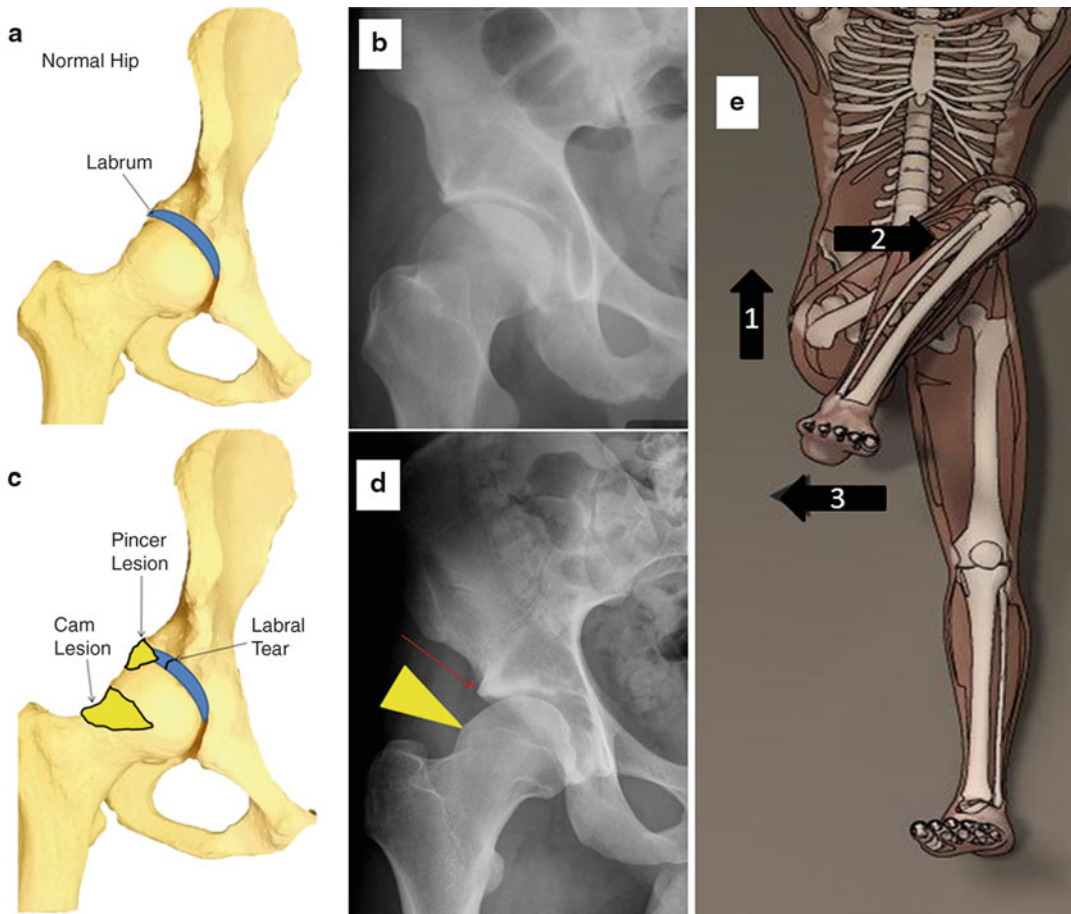 a
Normal Hip
Labrum
b
c
Pincer
Lesion
Cam
Lesion
Labral
Tear
d
e
2
1
3